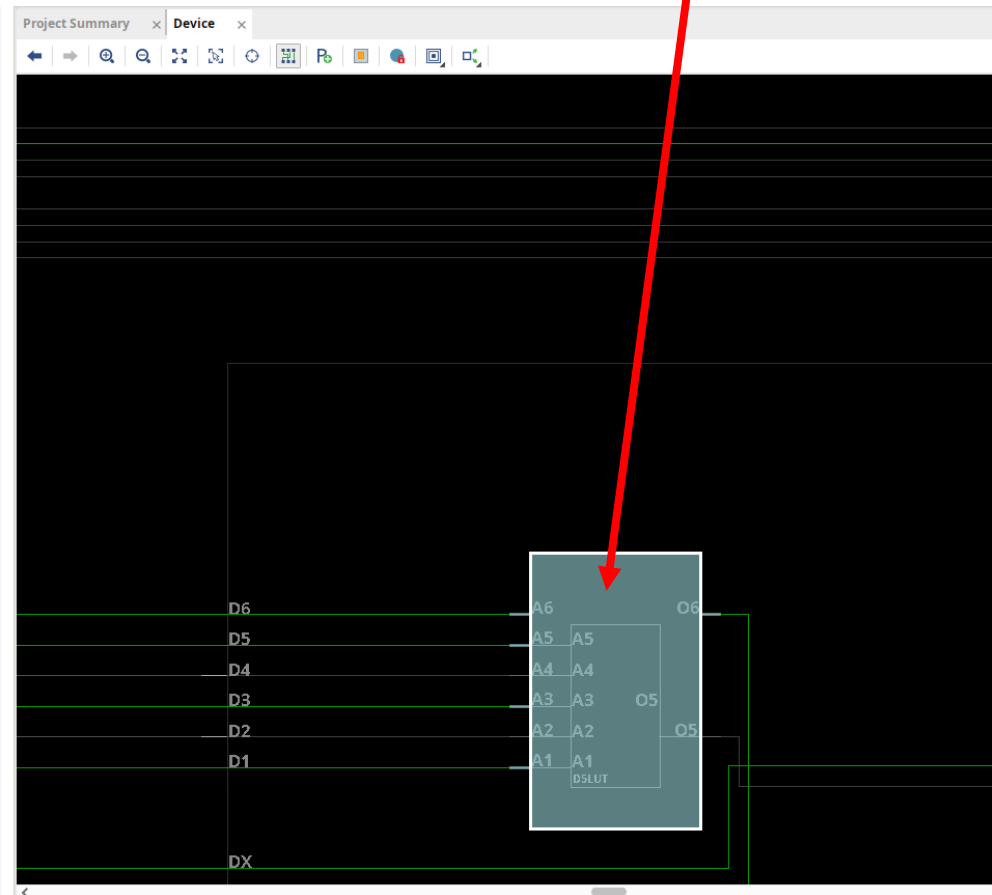 Project Summary × Device ×
D6 A6 O6
D5 A5 A5
D4 A4 A4
D3 A3 A3 O5
D2 A2 A2 O5
D1 A1 A1
D5LUT
DX